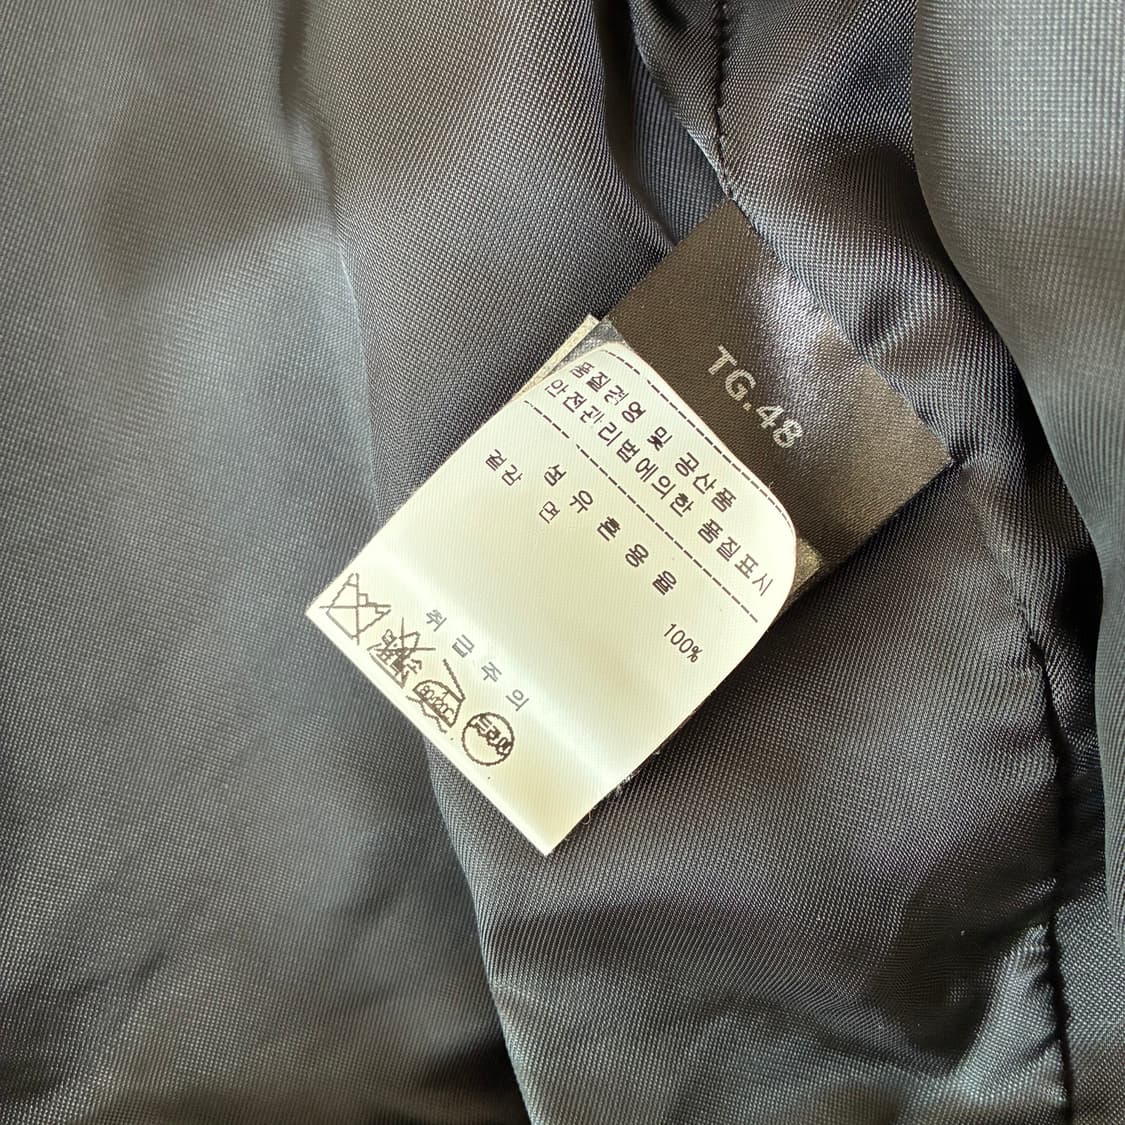 TG.48
품질경영 및 공산품
안전관리법에의한 품질표시
섬유혼용율
겉감 면 100%
취급주의